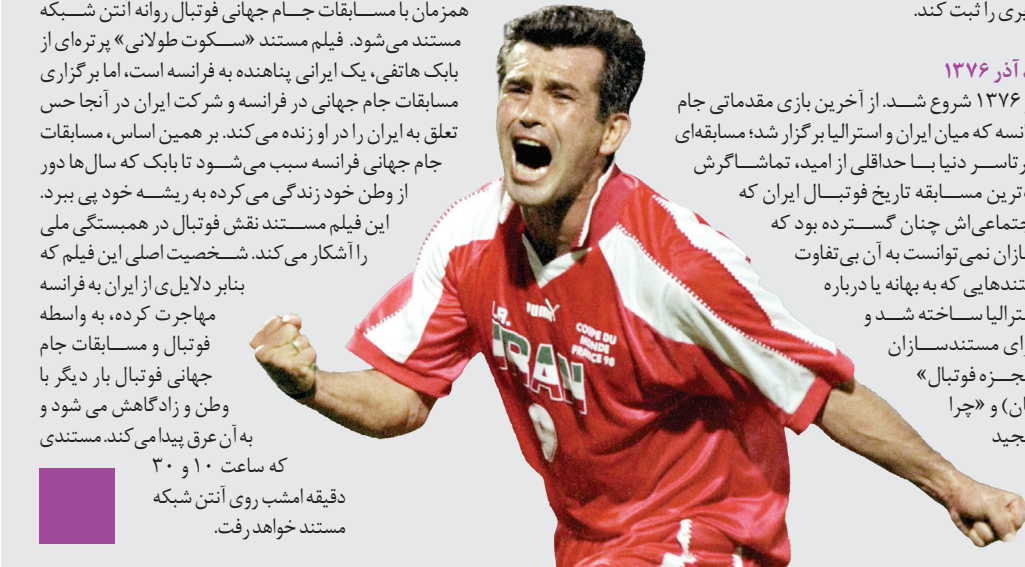 یری را ثبت کند.
آذر ۱۳۷۶
۱۳۷۶ شروع شد. از آخرین بازی مقدماتی جام
انسه که میان ایران و استرالیا برگزار شد؛ مسابقه‌ای
رتاسر دنیا با حداقلی از امید، تماشاگرش
ترین مسابقه تاریخ فوتبال ایران که
جتماعی‌اش چنان گسترده بود که
سازان نمی‌توانست به آن بی‌تفاوت
تندهایی که به بهانه یا درباره
سترالیا ساخته شد و
رای مستندسازان
جزه فوتبال»
ان) و «چرا
جید
همزمان با مسابقات جام جهانی فوتبال روانه آنتن شبکه
مستند می‌شود. فیلم مستند «سکوت طولانی» پرتره‌ای از
بابک هاتفی، یک ایرانی پناهنده به فرانسه است، اما برگزاری
مسابقات جام جهانی در فرانسه و شرکت ایران در آنجا حس
تعلق به ایران را در او زنده می‌کند. بر همین اساس، مسابقات
جام جهانی فرانسه سبب می‌شود تا بابک که سال‌ها دور
از وطن خود زندگی می‌کرده به ریشه خود پی ببرد.
این فیلم مستند نقش فوتبال در همبستگی ملی
را آشکار می‌کند. شخصیت اصلی این فیلم که
بنابر دلایلی از ایران به فرانسه
مهاجرت کرده، به واسطه
فوتبال و مسابقات جام
جهانی فوتبال بار دیگر با
وطن و زادگاهش می شود و
به آن عرق پیدا می‌کند. مستندی
که ساعت ۱۰ و ۳۰
دقیقه امشب روی آنتن شبکه
مستند خواهد رفت.
puma
I.R.
IRAN
COUPE DU
MONDE
FRANCE 98
9